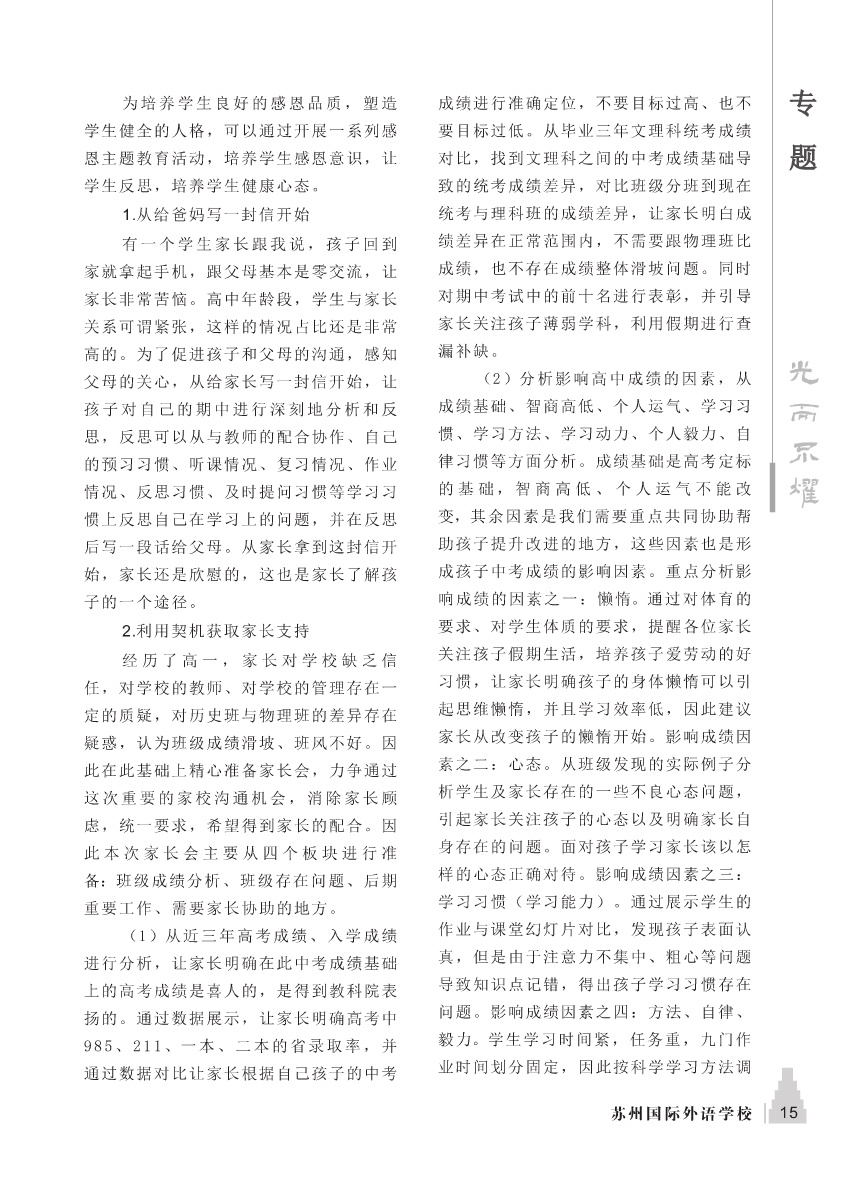 为培养学生良好的感恩品质，塑造
学生健全的人格，可以通过开展一系列感
恩主题教育活动，培养学生感恩意识，让
学生反思，培养学生健康心态。
1.从给爸妈写一封信开始
有一个学生家长跟我说，孩子回到
家就拿起手机，跟父母基本是零交流，让
家长非常苦恼。高中年龄段，学生与家长
关系可谓紧张，这样的情况占比还是非常
高的。为了促进孩子和父母的沟通，感知
父母的关心，从给家长写一封信开始，让
孩子对自己的期中进行深刻地分析和反
思，反思可以从与教师的配合协作、自己
的预习习惯、听课情况、复习情况、作业
情况、反思习惯、及时提问习惯等学习习
惯上反思自己在学习上的问题，并在反思
后写一段话给父母。从家长拿到这封信开
始，家长还是欣慰的，这也是家长了解孩
子的一个途径。
2.利用契机获取家长支持
经历了高一，家长对学校缺乏信
任，对学校的教师、对学校的管理存在一
定的质疑，对历史班与物理班的差异存在
疑惑，认为班级成绩滑坡、班风不好。因
此在此基础上精心准备家长会，力争通过
这次重要的家校沟通机会，消除家长顾
虑，统一要求，希望得到家长的配合。因
此本次家长会主要从四个板块进行准
备：班级成绩分析、班级存在问题、后期
重要工作、需要家长协助的地方。
（1）从近三年高考成绩、入学成绩
进行分析，让家长明确在此中考成绩基础
上的高考成绩是喜人的，是得到教科院表
扬的。通过数据展示，让家长明确高考中
985、211、一本、二本的省录取率，并
通过数据对比让家长根据自己孩子的中考
成绩进行准确定位，不要目标过高、也不
要目标过低。从毕业三年文理科统考成绩
对比，找到文理科之间的中考成绩基础导
致的统考成绩差异，对比班级分班到现在
统考与理科班的成绩差异，让家长明白成
绩差异在正常范围内，不需要跟物理班比
成绩，也不存在成绩整体滑坡问题。同时
对期中考试中的前十名进行表彰，并引导
家长关注孩子薄弱学科，利用假期进行查
漏补缺。
（2）分析影响高中成绩的因素，从
成绩基础、智商高低、个人运气、学习习
惯、学习方法、学习动力、个人毅力、自
律习惯等方面分析。成绩基础是高考定标
的基础，智商高低、个人运气不能改
变，其余因素是我们需要重点共同协助帮
助孩子提升改进的地方，这些因素也是形
成孩子中考成绩的影响因素。重点分析影
响成绩的因素之一：懒惰。通过对体育的
要求、对学生体质的要求，提醒各位家长
关注孩子假期生活，培养孩子爱劳动的好
习惯，让家长明确孩子的身体懒惰可以引
起思维懒惰，并且学习效率低，因此建议
家长从改变孩子的懒惰开始。影响成绩因
素之二：心态。从班级发现的实际例子分
析学生及家长存在的一些不良心态问题，
引起家长关注孩子的心态以及明确家长自
身存在的问题。面对孩子学习家长该以怎
样的心态正确对待。影响成绩因素之三：
学习习惯（学习能力）。通过展示学生的
作业与课堂幻灯片对比，发现孩子表面认
真，但是由于注意力不集中、粗心等问题
导致知识点记错，得出孩子学习习惯存在
问题。影响成绩因素之四：方法、自律、
毅力。学生学习时间紧，任务重，九门作
业时间划分固定，因此按科学学习方法调
专
题
光
而
不
耀
苏州国际外语学校
15